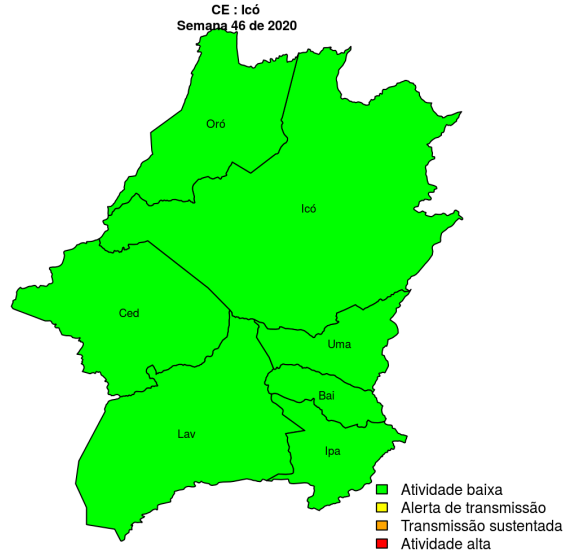 CE : Icó
Semana 46 de 2020
Oró
Icó
Ced
Uma
Bai
Lav
Ipa
Atividade baixa
Alerta de transmissão
Transmissão sustentada
Atividade alta